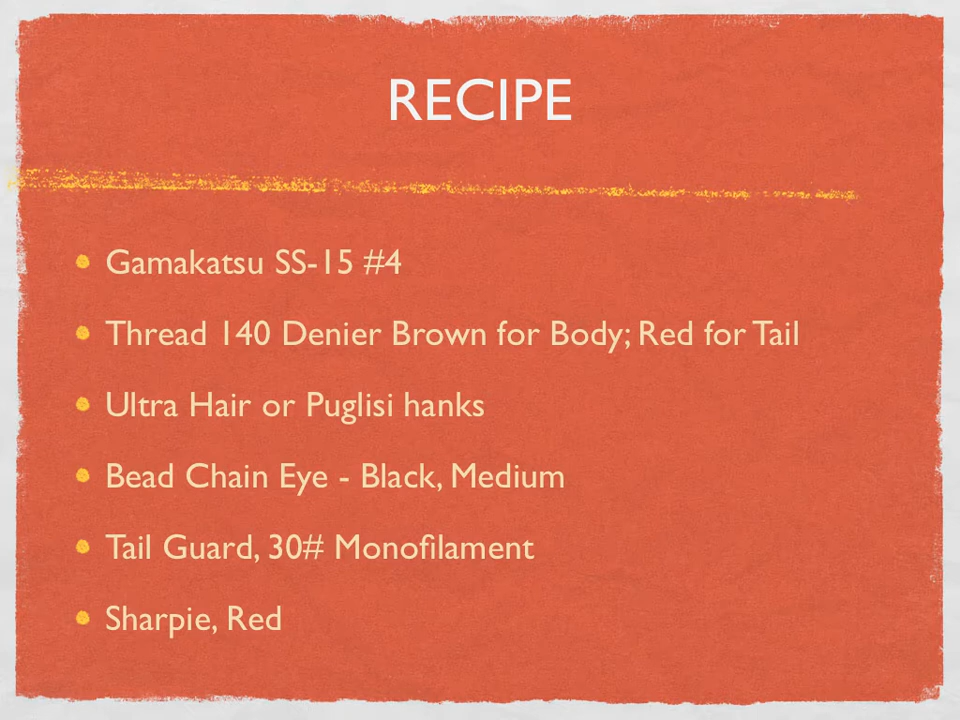 RECIPE
Gamakatsu SS-15 #4
Thread 140 Denier Brown for Body; Red for Tail
Ultra Hair or Puglisi hanks
Bead Chain Eye - Black, Medium
Tail Guard, 30# Monofilament
Sharpie, Red